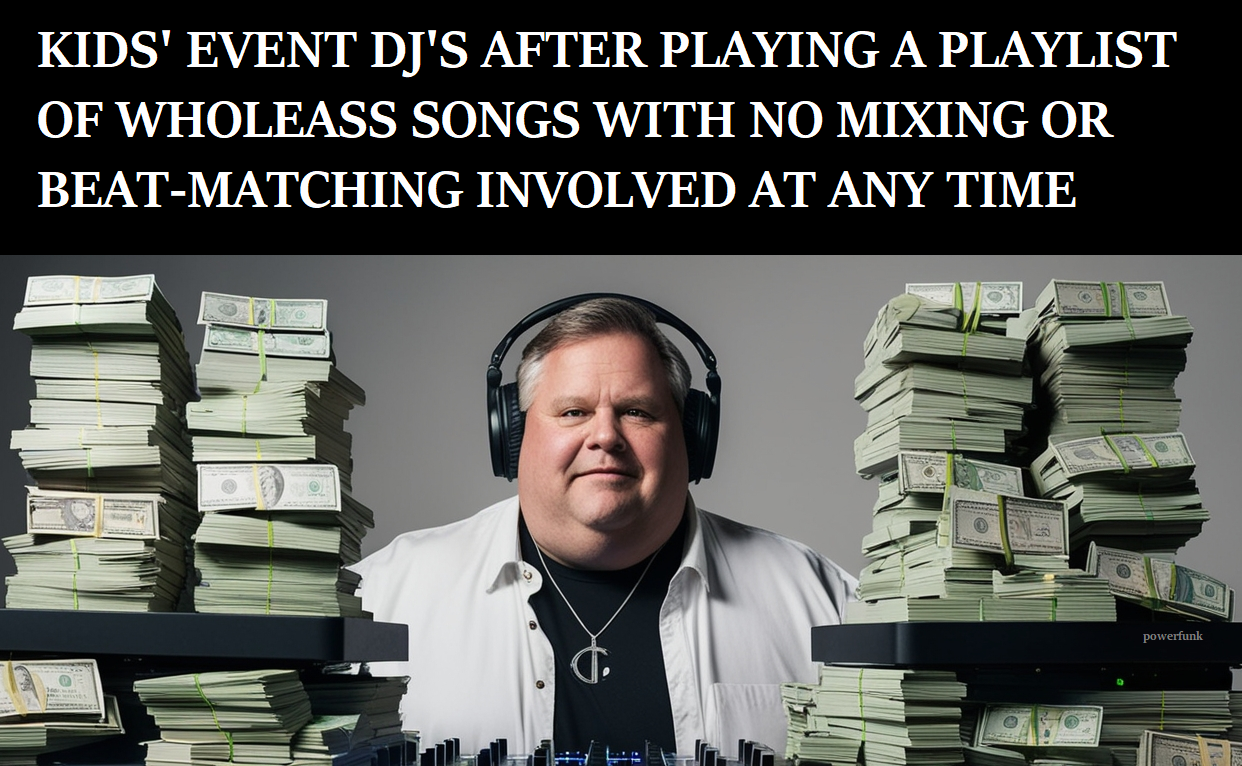 KIDS' EVENT DJ'S AFTER PLAYING A PLAYLIST
OF WHOLEASS SONGS WITH NO MIXING OR
BEAT-MATCHING INVOLVED AT ANY TIME
powerfunk